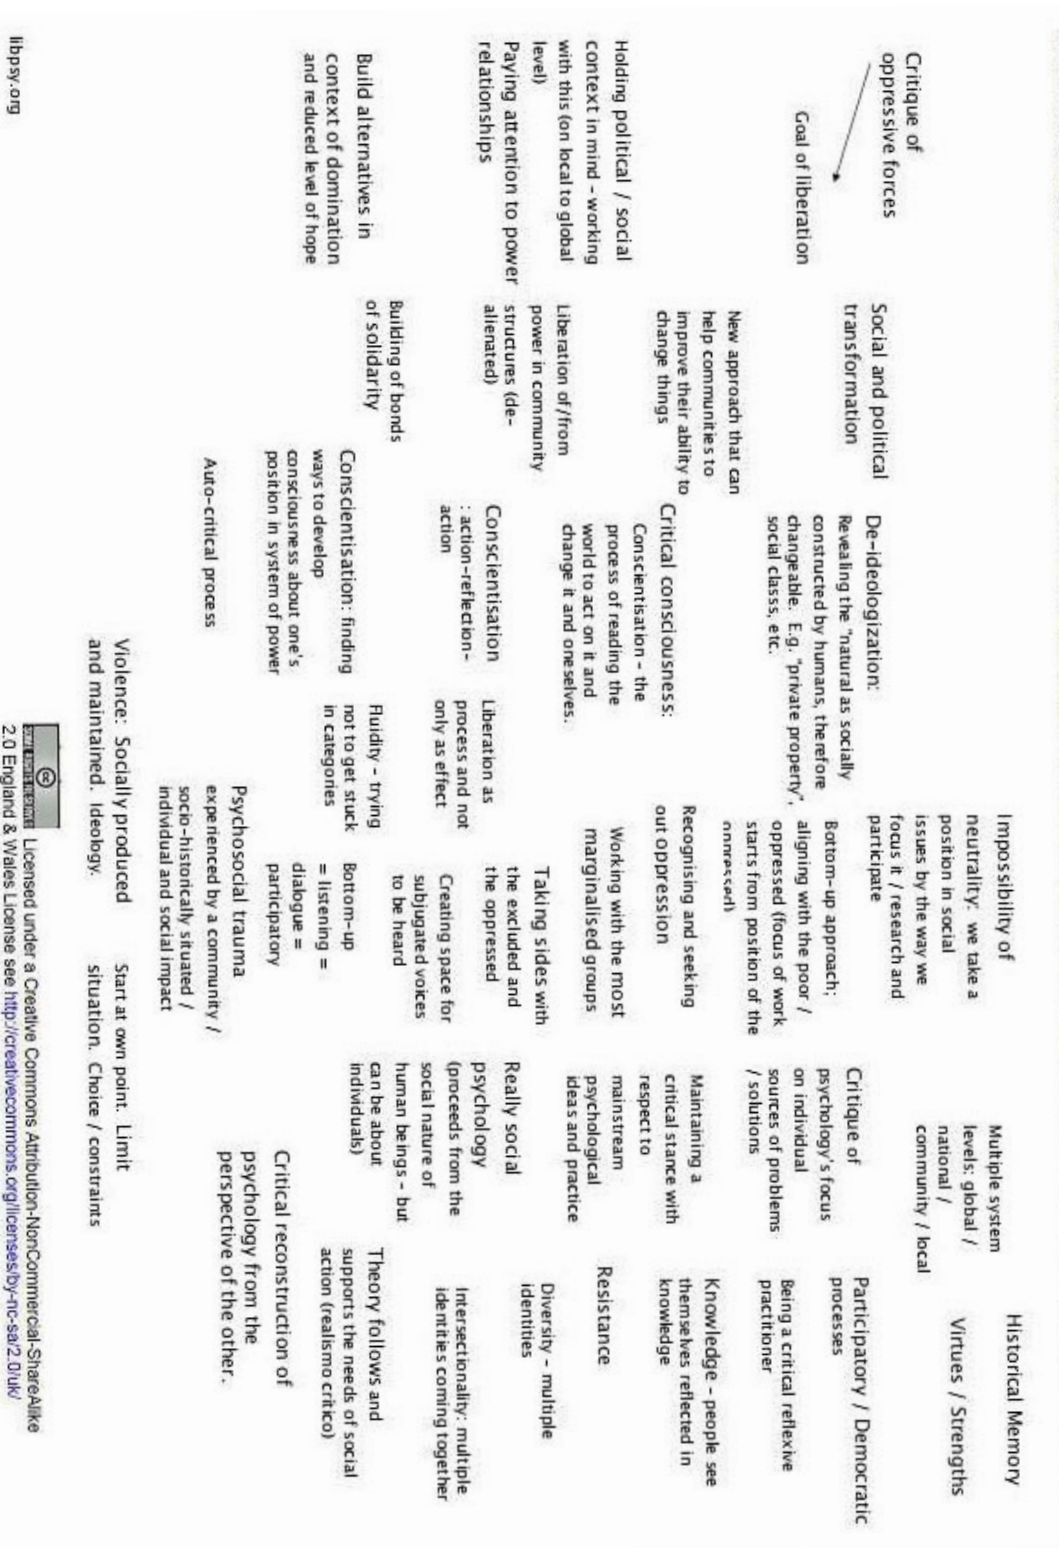 Historical Memory
Virtues / Strengths
Impossibility of
neutrality: we take a
position in social
issues by the way we
focus it / research and
participate
Multiple system
levels: global /
national /
community / local
Critique of
oppressive forces
Goal of liberation
Social and political
transformation
De-ideologization:
Revealing the "natural as socially
constructed by humans, therefore
changeable. E.g. "private property",
social classs, etc.
Bottom-up approach;
aligning with the poor /
oppressed (focus of work
starts from position of the
oppressed)
Critique of
psychology's focus
on individual
sources of problems
/ solutions
Participatory / Democratic
processes
Being a critical reflexive
practitioner
New approach that can
help communities to
improve their ability to
change things
Holding political / social
context in mind - working
with this (on local to global
level)
Paying attention to power
relationships
Critical consciousness:
Conscientisation - the
process of reading the
world to act on it and
change it and oneselves.
Recognising and seeking
out oppression
Working with the most
marginalised groups
Maintaining a
critical stance with
respect to
mainstream
psychological
ideas and practice
Knowledge - people see
themselves reflected in
knowledge
Resistance
Liberation of/from
power in community
structures (de-
alienated)
Conscientisation
: action-reflection-
action
Liberation as
process and not
only as effect
Taking sides with
the excluded and
the oppressed
Creating space for
subjugated voices
to be heard
Really social
psychology
(proceeds from the
social nature of
human beings - but
can be about
individuals)
Diversity - multiple
identities
Intersectionality: multiple
identities coming together
Build alternatives in
context of domination
and reduced level of hope
Building of bonds
of solidarity
Conscientisation: finding
ways to develop
consciousness about one's
position in system of power
Fluidity - trying
not to get stuck
in categories
Bottom-up
= listening =
dialogue =
participatory
Theory follows and
supports the needs of social
action (realismo critico)
Auto-critical process
Psychosocial trauma
experienced by a community /
socio-historically situated /
individual and social impact
Critical reconstruction of
psychology from the
perspective of the other.
Violence: Socially produced
and maintained. Ideology.
Start at own point. Limit
situation. Choice / constraints
libpsy.org
cc
Licensed under a Creative Commons Attribution-NonCommercial-ShareAlike
2.0 England & Wales License see http://creativecommons.org/licenses/by-nc-sa/2.0/uk/